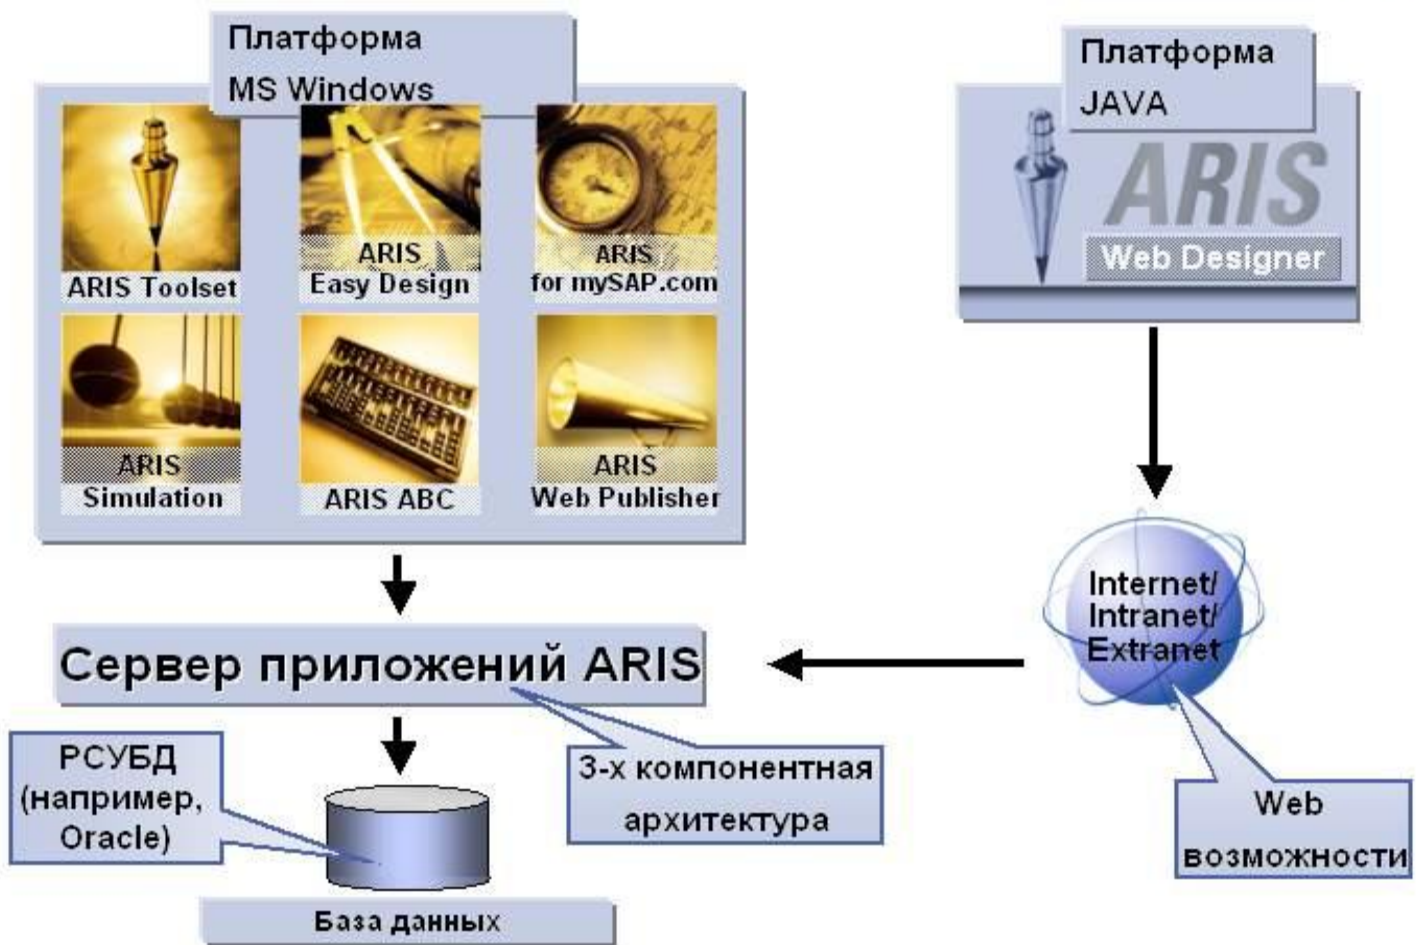 Платформа
MS Windows
ARIS Toolset
ARIS
Easy Design
ARIS
for mySAP.com
ARIS
Simulation
ARIS ABC
ARIS
Web Publisher
Платформа
JAVA
ARIS
Web Designer
Internet/
Intranet/
Extranet
Сервер приложений ARIS
РСУБД
(например,
Oracle)
3-х компонентная
архитектура
Web
возможности
База данных